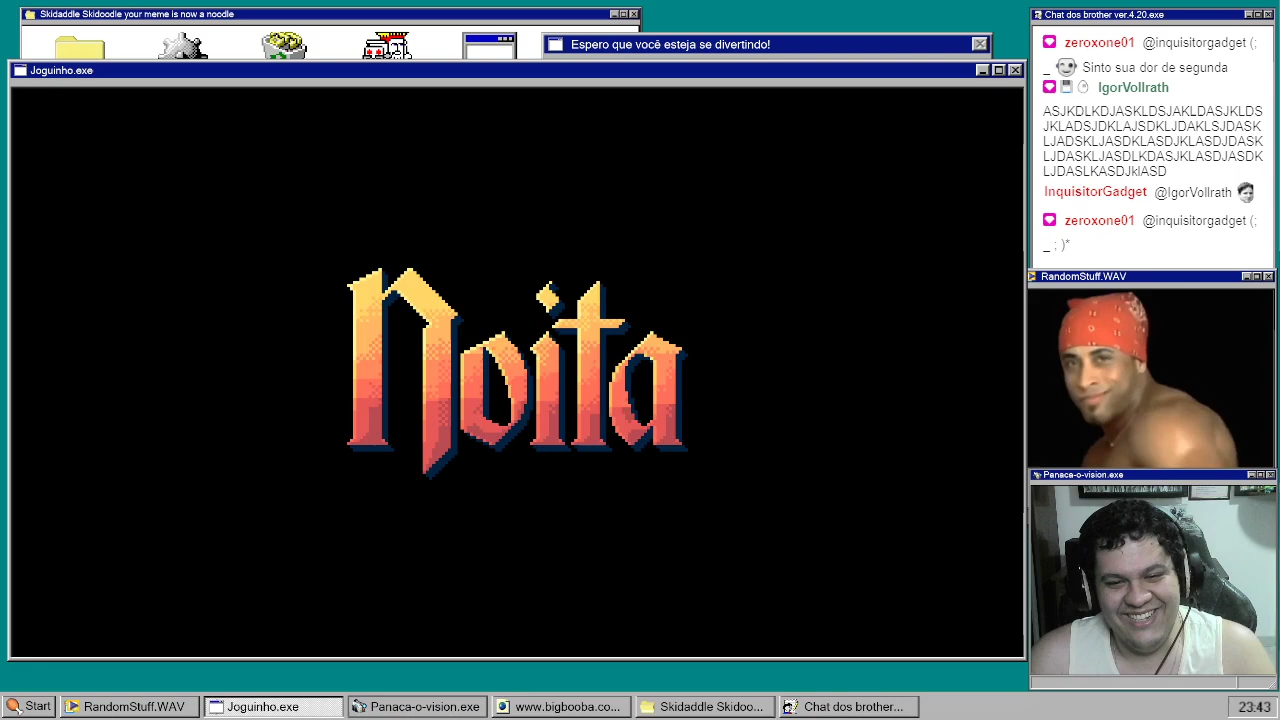 Skidaddle Skidoodle your meme is now a noodle
Espero que você esteja se divertindo!
Joguinho.exe
Noita
Chat dos brother ver.4.20.exe
zeroxone01 @inquisitorgadget (;
_ Sinto sua dor de segunda
IgorVollrath
ASJKDLKDJASKLDSJAKLDASJKLDS
JKLADSJDKLAJSDKLJDAKLSJDASK
LJADSKLJASDKLASDJKLASDJDASK
LJDASKLJASDLKDASJKLASDJASDK
LJDASLKASDJklASD
InquisitorGadget @IgorVollrath
zeroxone01 @inquisitorgadget (;
_ ; )*
RandomStuff.WAV
Panaca-o-vision.exe
Start
RandomStuff.WAV
Joguinho.exe
Panaca-o-vision.exe
www.bigbooba.co...
Skidaddle Skidoo...
Chat dos brother...
23:43